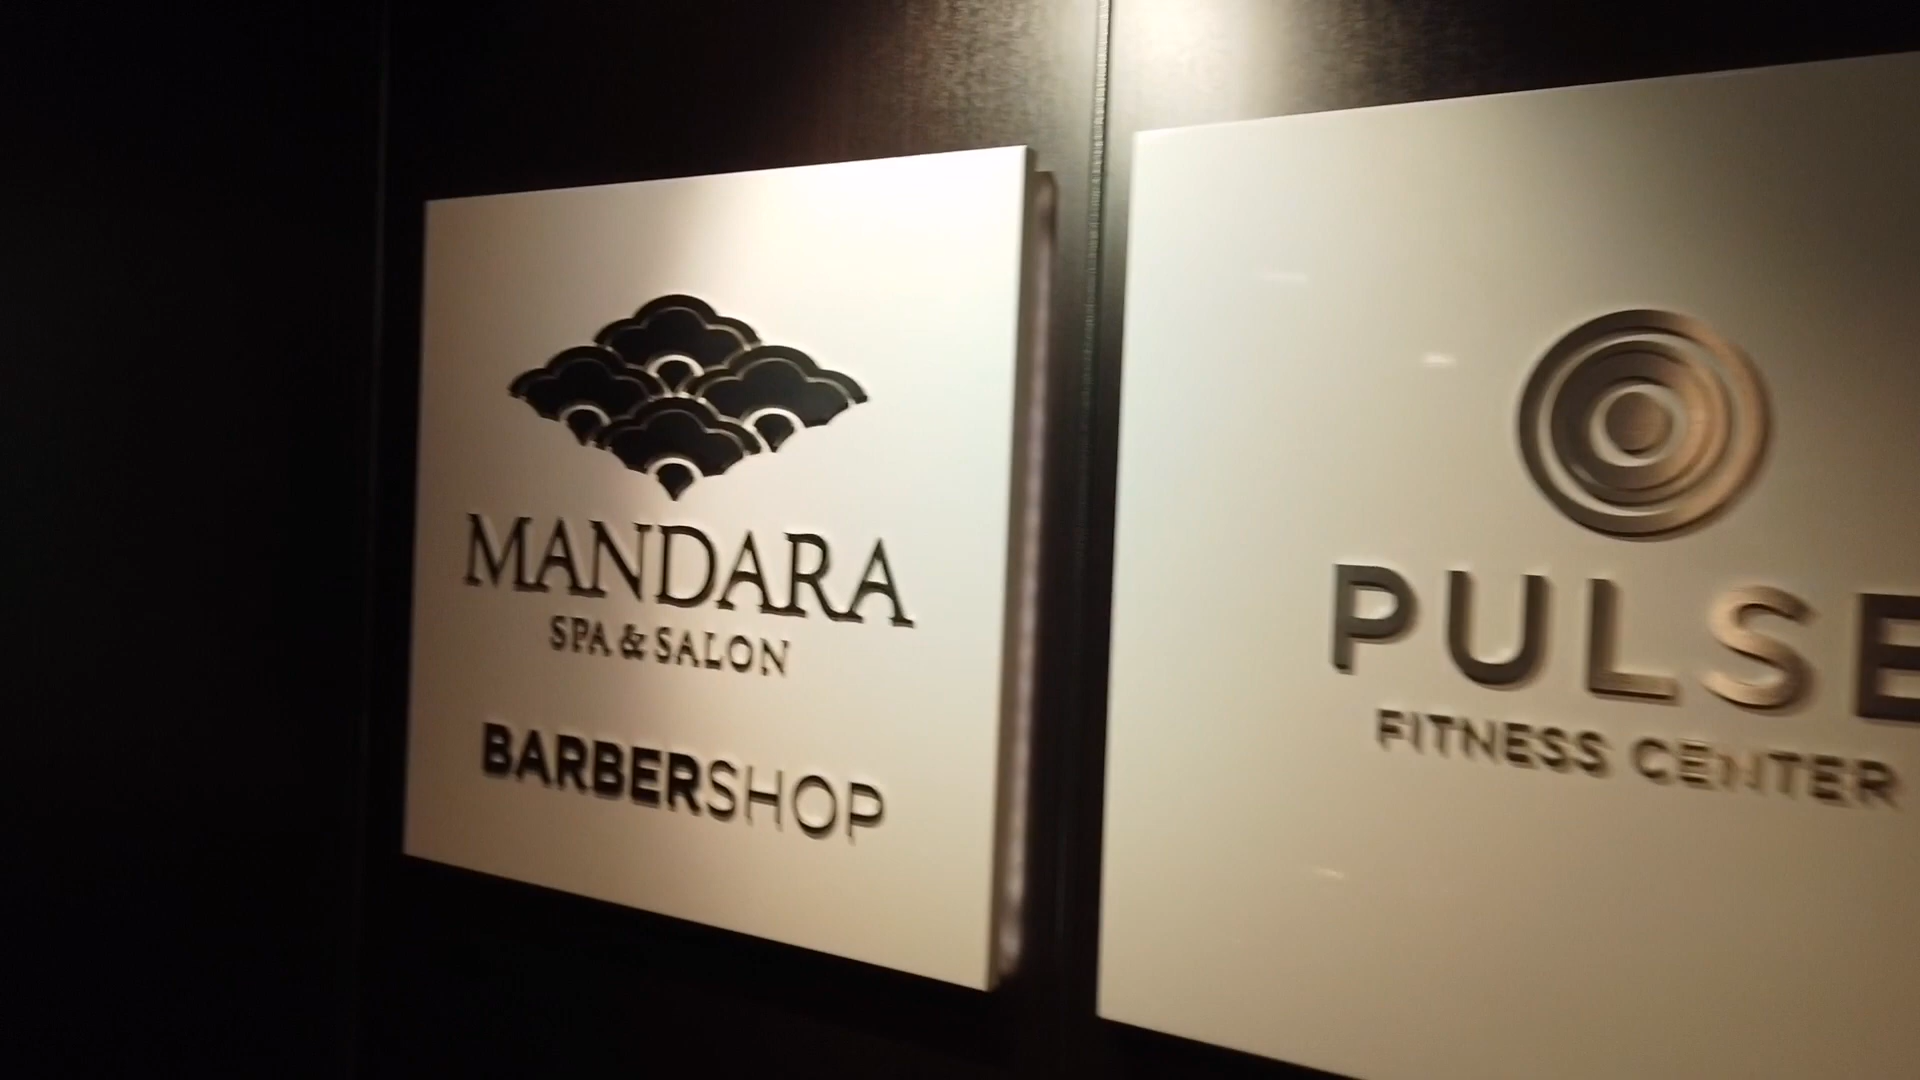 MANDARA
SPA & SALON
BARBERSHOP
PULSE
FITNESS CENTER